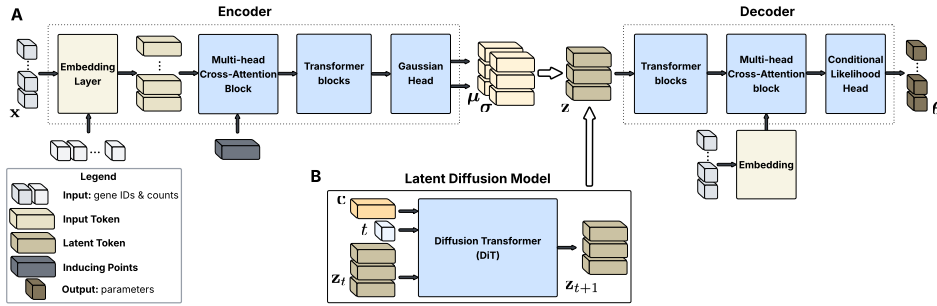 A
Encoder
Decoder
x
Embedding
Layer
Multi-head
Cross-Attention
Block
Transformer
blocks
Gaussian
Head
μ
σ
z
Transformer
blocks
Multi-head
Cross-Attention
block
Conditional
Likelihood
Head
Embedding
Legend
Input: gene IDs & counts
Input Token
Latent Token
Inducing Points
Output: parameters
B
Latent Diffusion Model
c
t
z_t
Diffusion Transformer
(DiT)
z_{t+1}